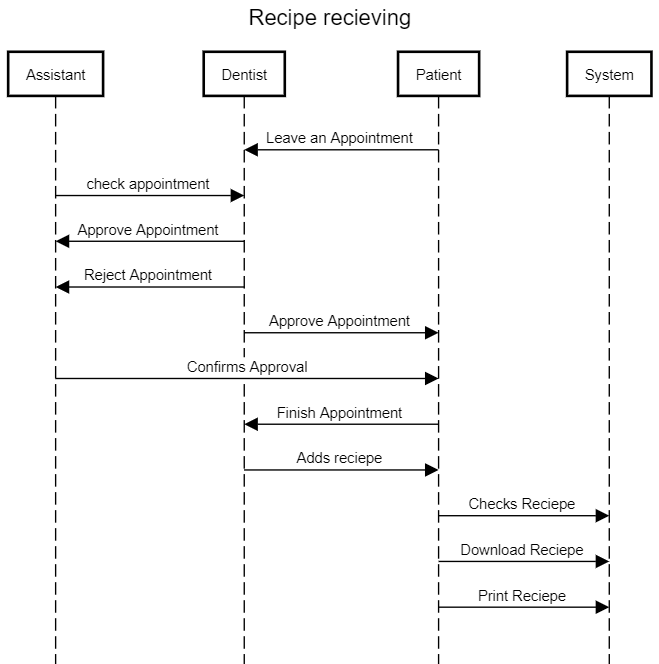 Recipe recieving
Assistant
Dentist
Patient
System
Leave an Appointment
check appointment
Approve Appointment
Reject Appointment
Approve Appointment
Confirms Approval
Finish Appointment
Adds reciepe
Checks Reciepe
Download Reciepe
Print Reciepe